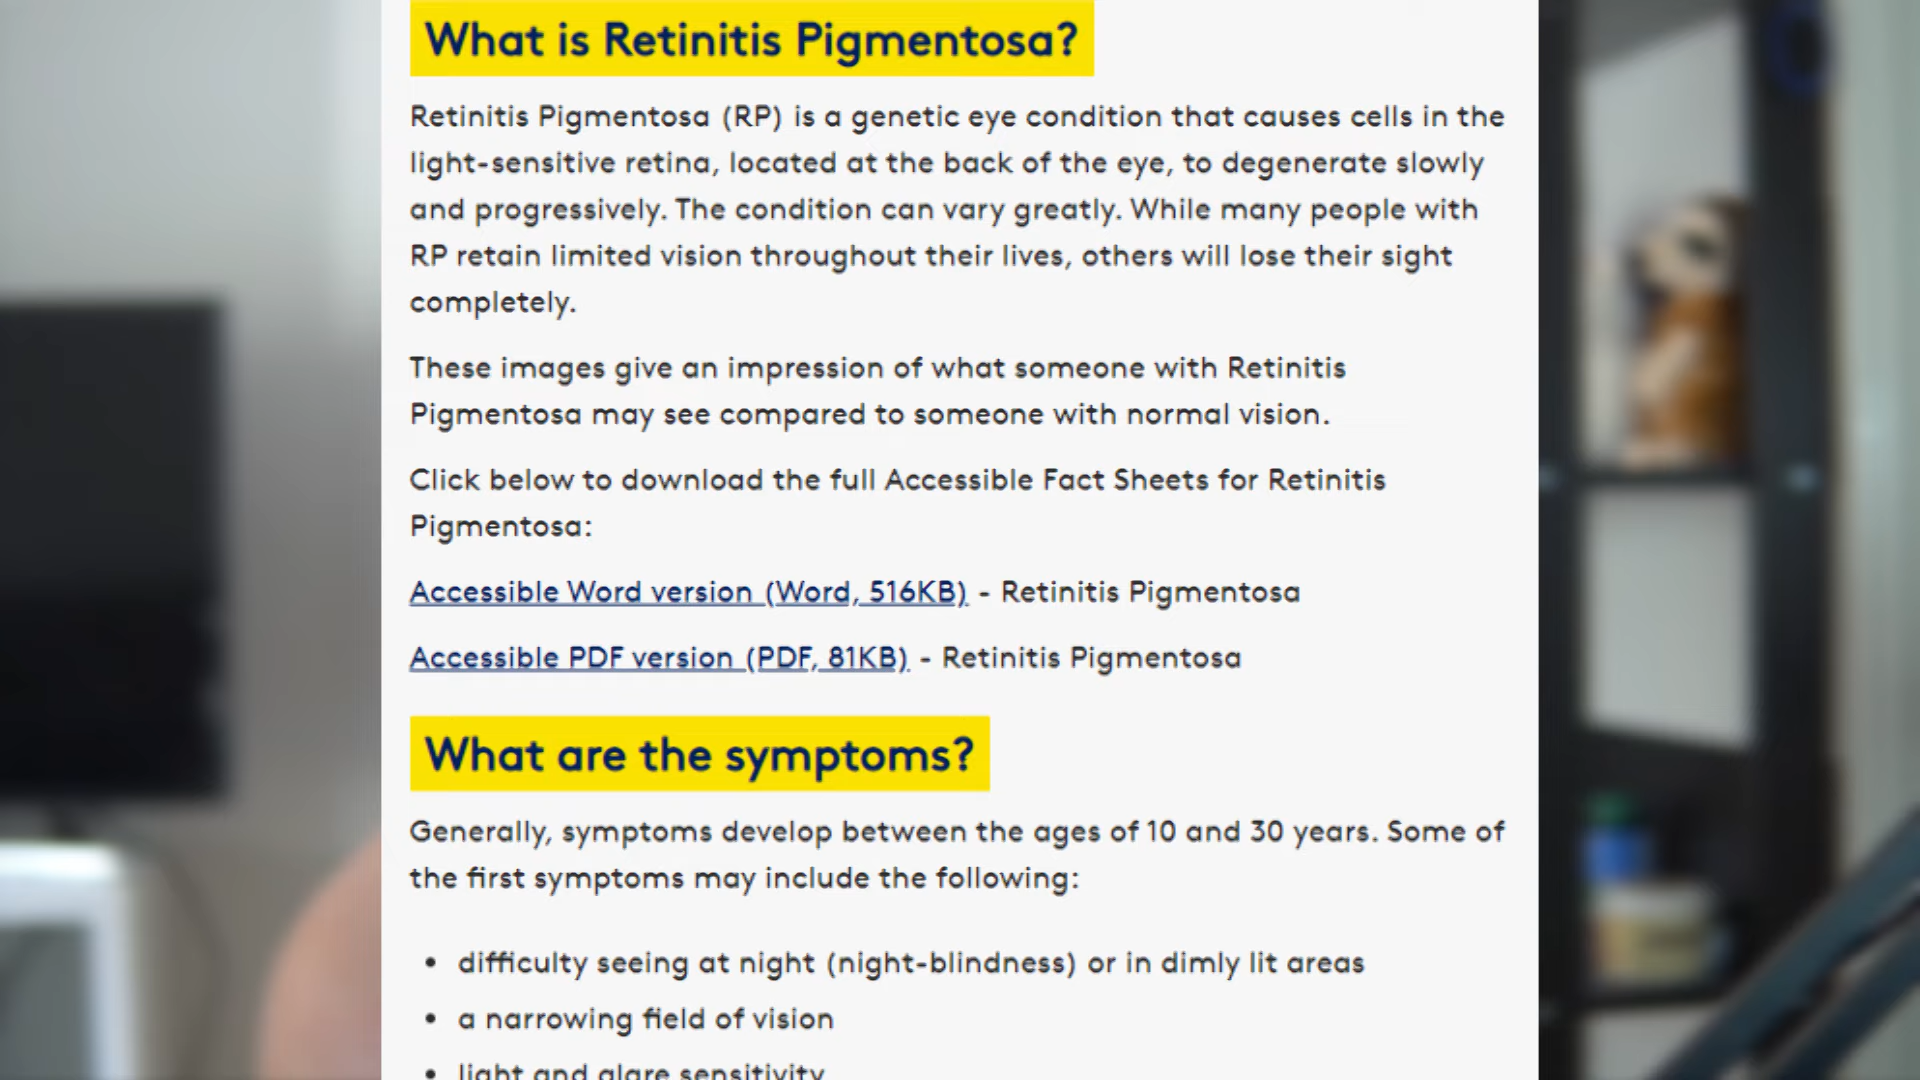 What is Retinitis Pigmentosa?
Retinitis Pigmentosa (RP) is a genetic eye condition that causes cells in the
light-sensitive retina, located at the back of the eye, to degenerate slowly
and progressively. The condition can vary greatly. While many people with
RP retain limited vision throughout their lives, others will lose their sight
completely.
These images give an impression of what someone with Retinitis
Pigmentosa may see compared to someone with normal vision.
Click below to download the full Accessible Fact Sheets for Retinitis
Pigmentosa:
Accessible Word version (Word, 516KB) - Retinitis Pigmentosa
Accessible PDF version (PDF, 81KB) - Retinitis Pigmentosa
What are the symptoms?
Generally, symptoms develop between the ages of 10 and 30 years. Some of
the first symptoms may include the following:
• difficulty seeing at night (night-blindness) or in dimly lit areas
• a narrowing field of vision
• light and glare sensitivity